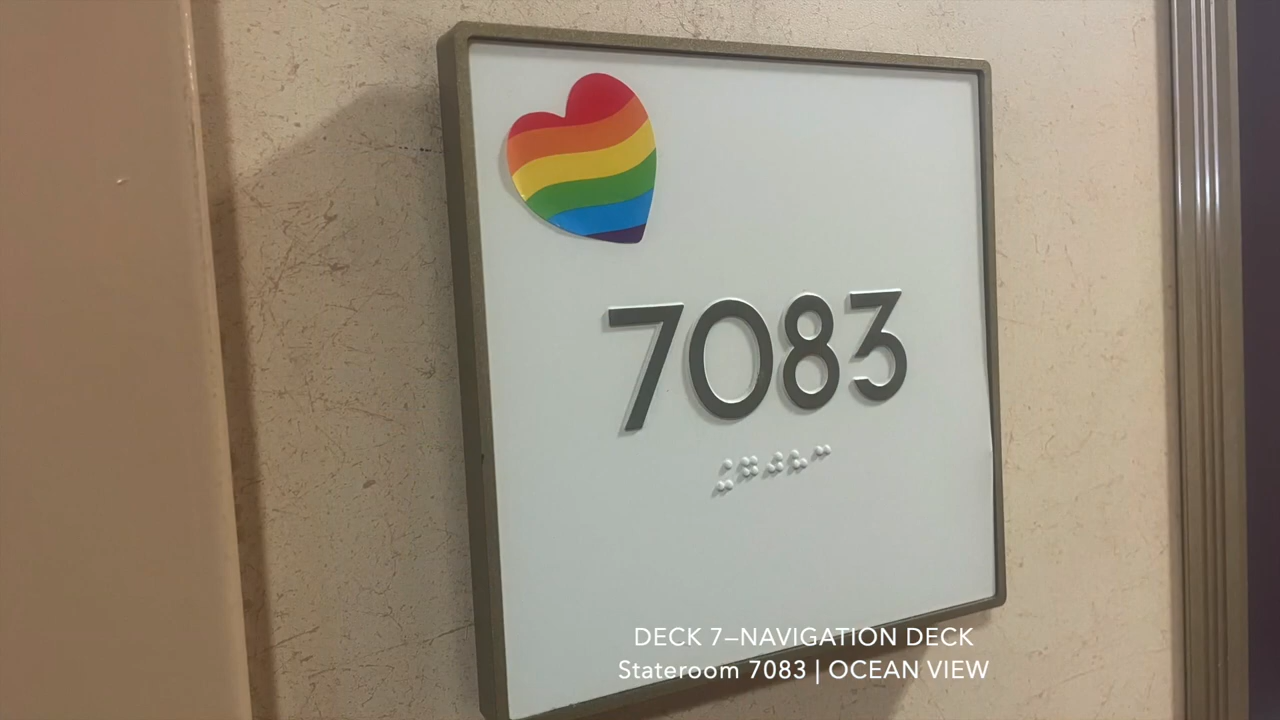 7083
DECK 7–NAVIGATION DECK
Stateroom 7083 | OCEAN VIEW